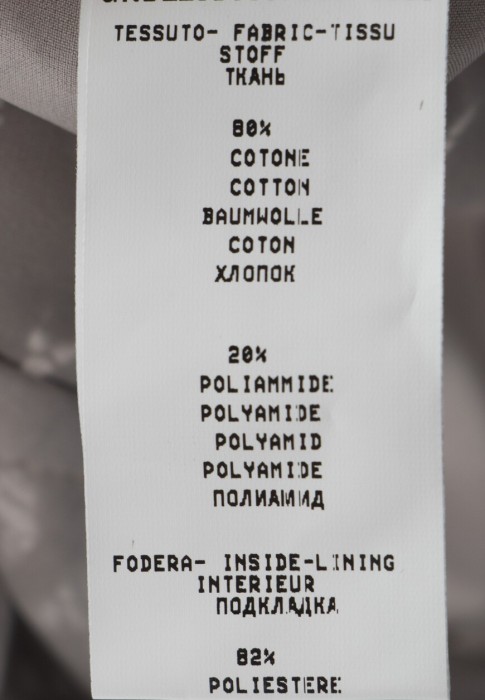 TESSUTO- FABRIC-TISSU
STOFF
ТКАНЬ
80%
COTONE
COTTON
BAUMWOLLE
COTON
ХЛОПОК
20%
POLIAMMIDE
POLYAMIDE
POLYAMID
POLYAMIDE
ПОЛИАМИД
FODERA- INSIDE-LINING
INTERIEUR
ПОДКЛАДКА
82%
POLIESTERE